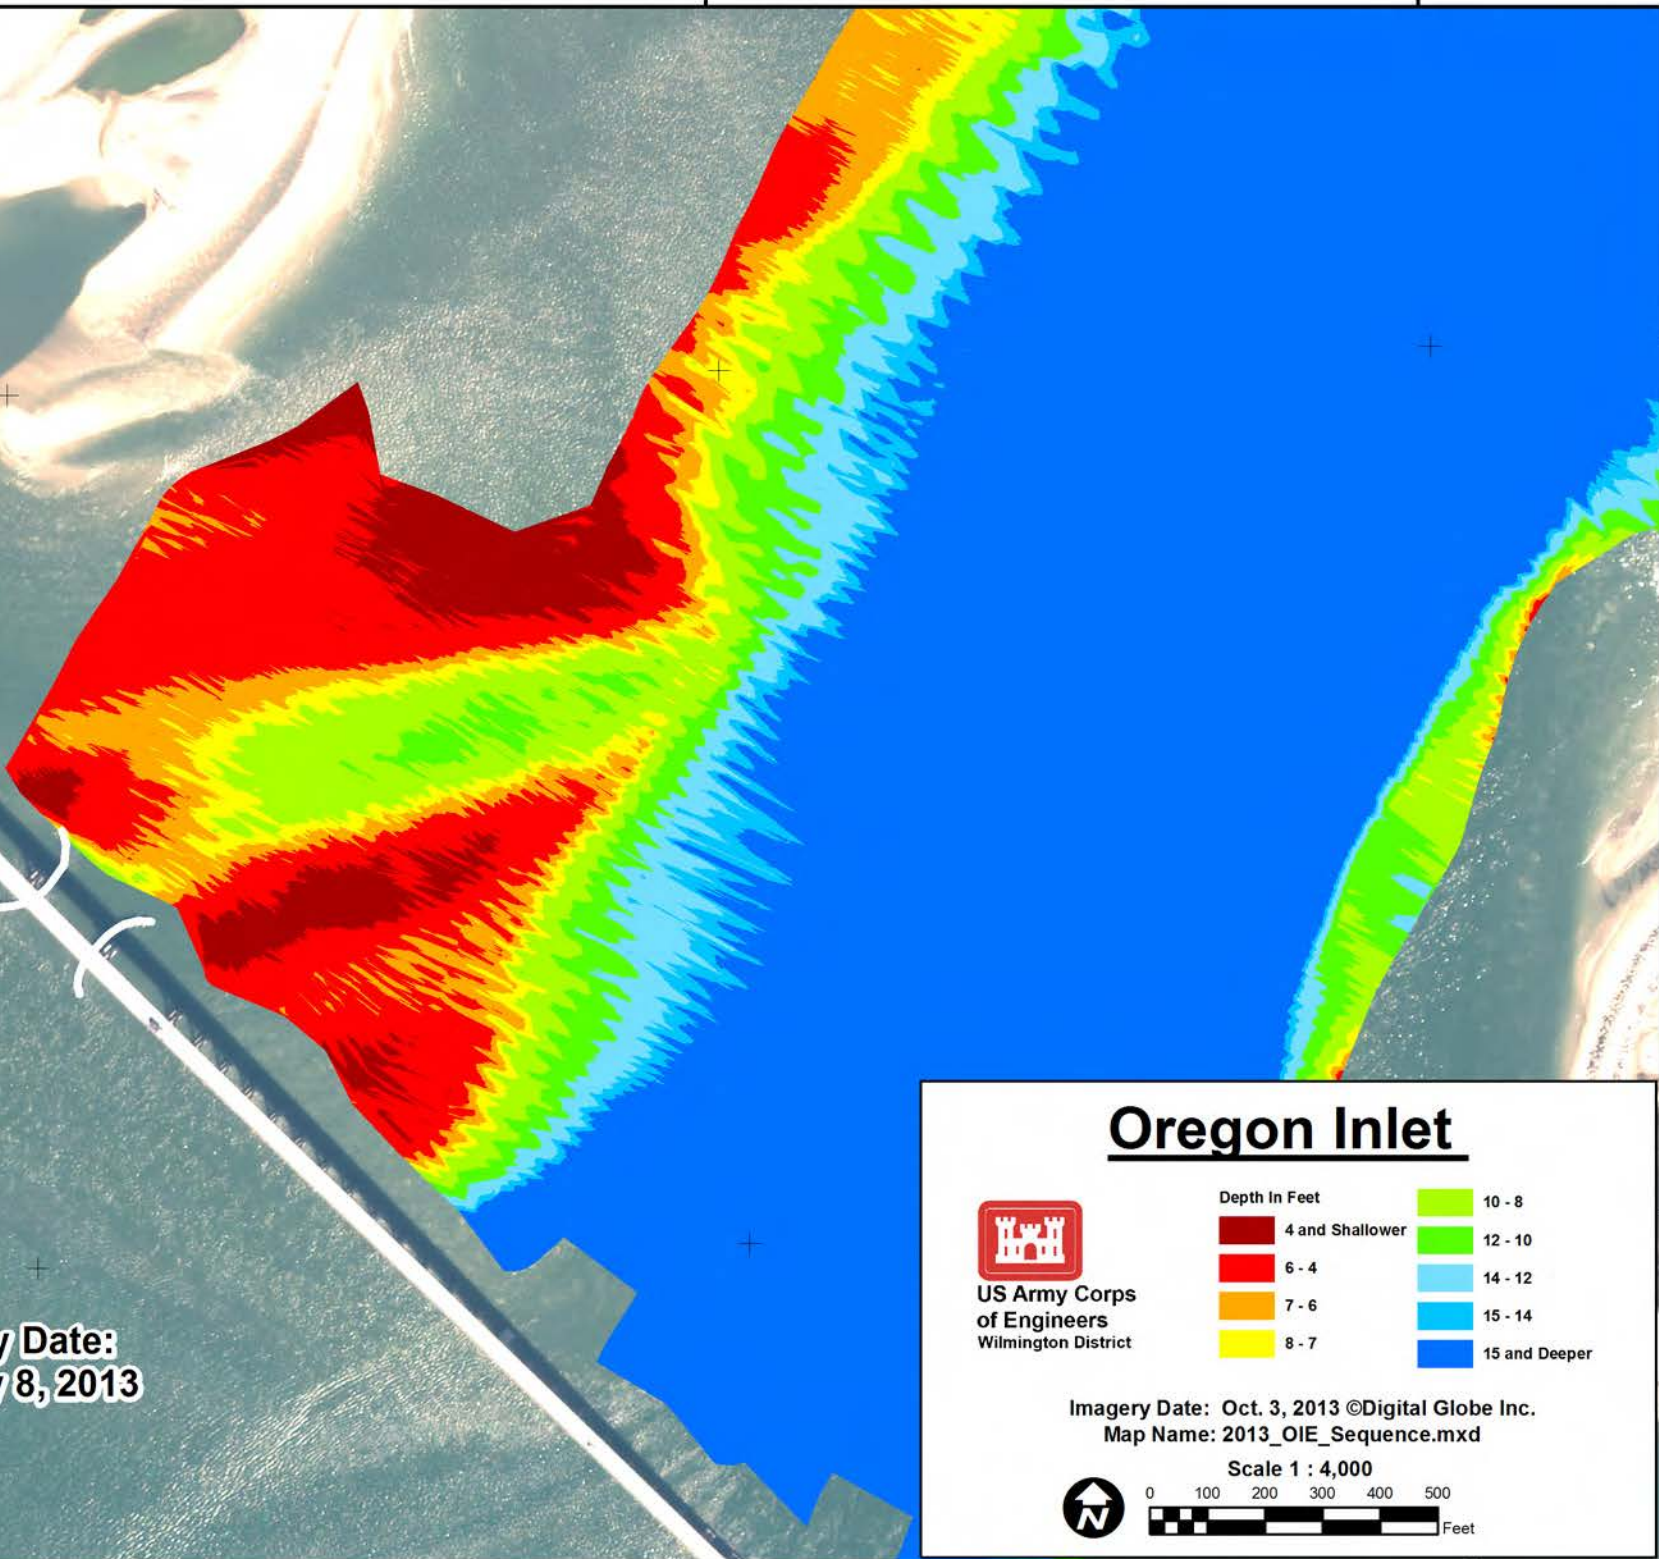 Date:
8, 2013
Oregon Inlet
US Army Corps
of Engineers
Wilmington District
Depth In Feet
4 and Shallower
6 - 4
7 - 6
8 - 7
10 - 8
12 - 10
14 - 12
15 - 14
15 and Deeper
Imagery Date: Oct. 3, 2013 ©Digital Globe Inc.
Map Name: 2013_OIE_Sequence.mxd
Scale 1 : 4,000
N
0 100 200 300 400 500
Feet